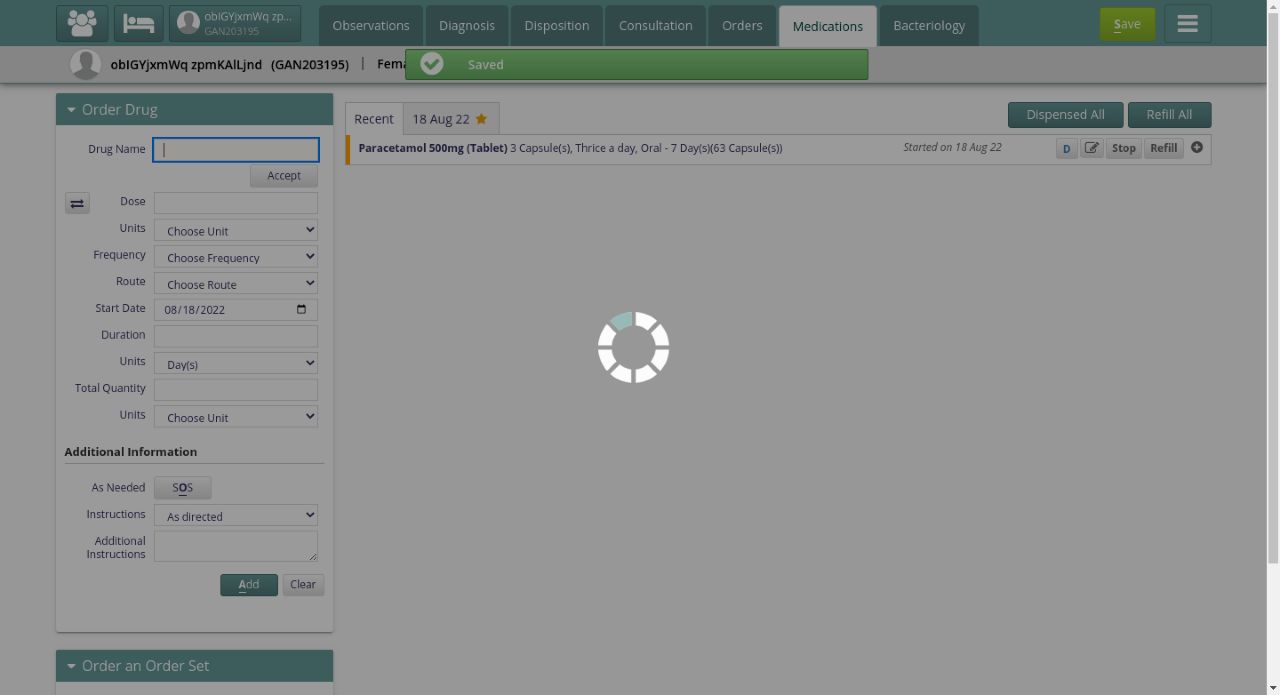 obIGYjxmWq zp...
GAN203195
Observations
Diagnosis
Disposition
Consultation
Orders
Medications
Bacteriology
Save
obIGYjxmWq zpmKAlLjnd (GAN203195) | Fema
Saved
Order Drug
Drug Name
Accept
Dose
Units Choose Unit
Frequency Choose Frequency
Route Choose Route
Start Date 08/18/2022
Duration
Units Day(s)
Total Quantity
Units Choose Unit
Additional Information
As Needed SOS
Instructions As directed
Additional
Instructions
Add Clear
Order an Order Set
Recent 18 Aug 22
Dispensed All Refill All
Paracetamol 500mg (Tablet) 3 Capsule(s), Thrice a day, Oral - 7 Day(s)(63 Capsule(s)) Started on 18 Aug 22 D Stop Refill